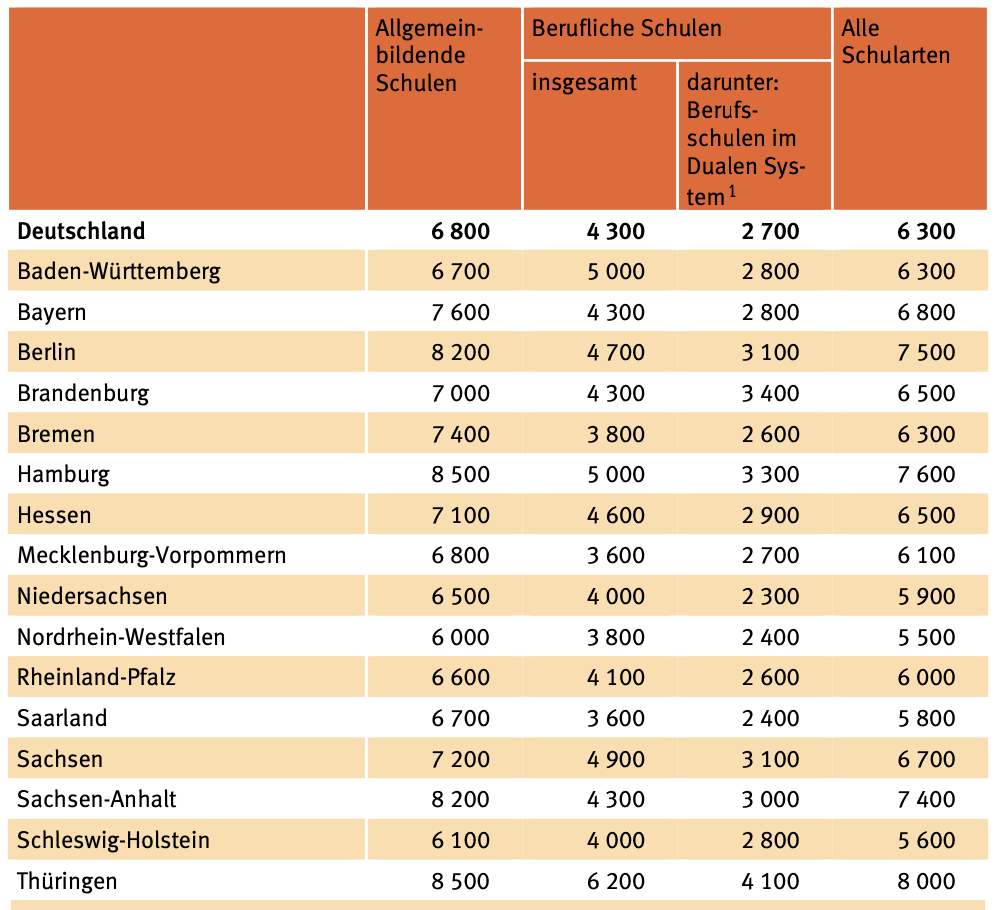 Allgemein-
bildende
Schulen
Berufliche Schulen
Alle
Schularten
insgesamt
darunter:
Berufs-
schulen im
Dualen Sys-
tem 1
Deutschland 6 800 4 300 2 700 6 300
Baden-Württemberg 6 700 5 000 2 800 6 300
Bayern 7 600 4 300 2 800 6 800
Berlin 8 200 4 700 3 100 7 500
Brandenburg 7 000 4 300 3 400 6 500
Bremen 7 400 3 800 2 600 6 300
Hamburg 8 500 5 000 3 300 7 600
Hessen 7 100 4 600 2 900 6 500
Mecklenburg-Vorpommern 6 800 3 600 2 700 6 100
Niedersachsen 6 500 4 000 2 300 5 900
Nordrhein-Westfalen 6 000 3 800 2 400 5 500
Rheinland-Pfalz 6 600 4 100 2 600 6 000
Saarland 6 700 3 600 2 400 5 800
Sachsen 7 200 4 900 3 100 6 700
Sachsen-Anhalt 8 200 4 300 3 000 7 400
Schleswig-Holstein 6 100 4 000 2 800 5 600
Thüringen 8 500 6 200 4 100 8 000